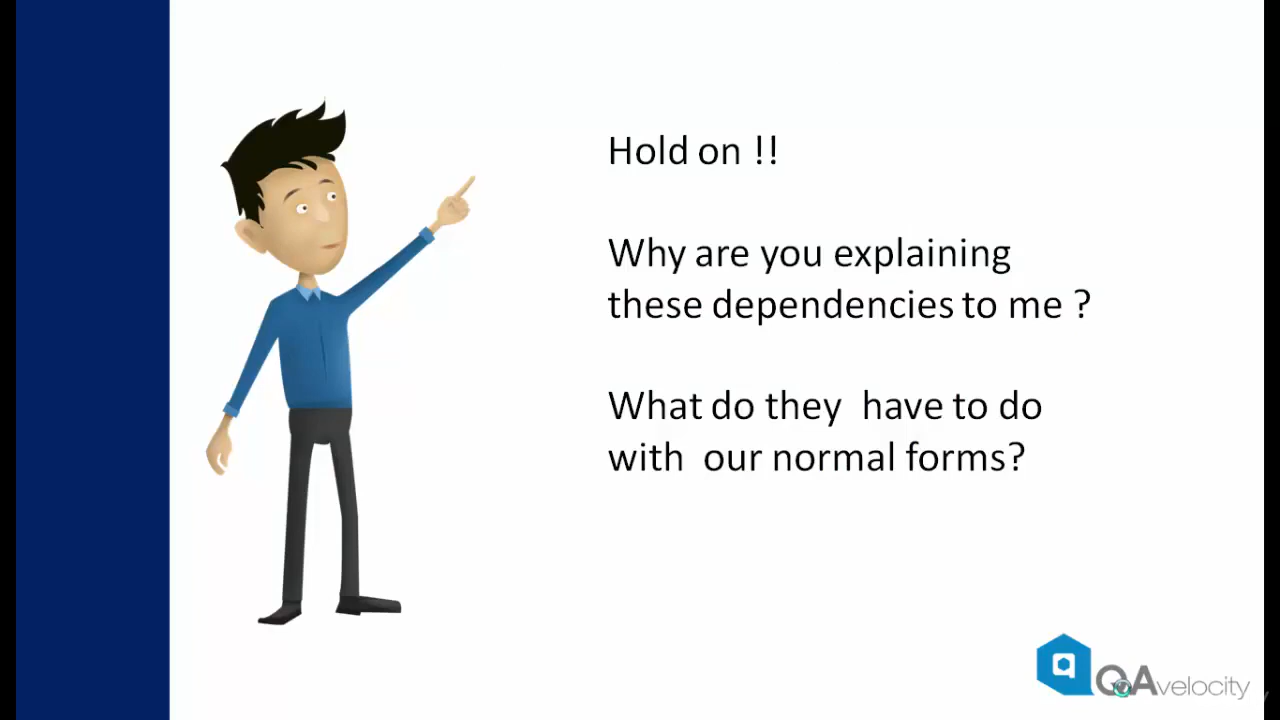 Hold on !!
Why are you explaining
these dependencies to me ?
What do they  have to do
with  our normal forms?
QAvelocity